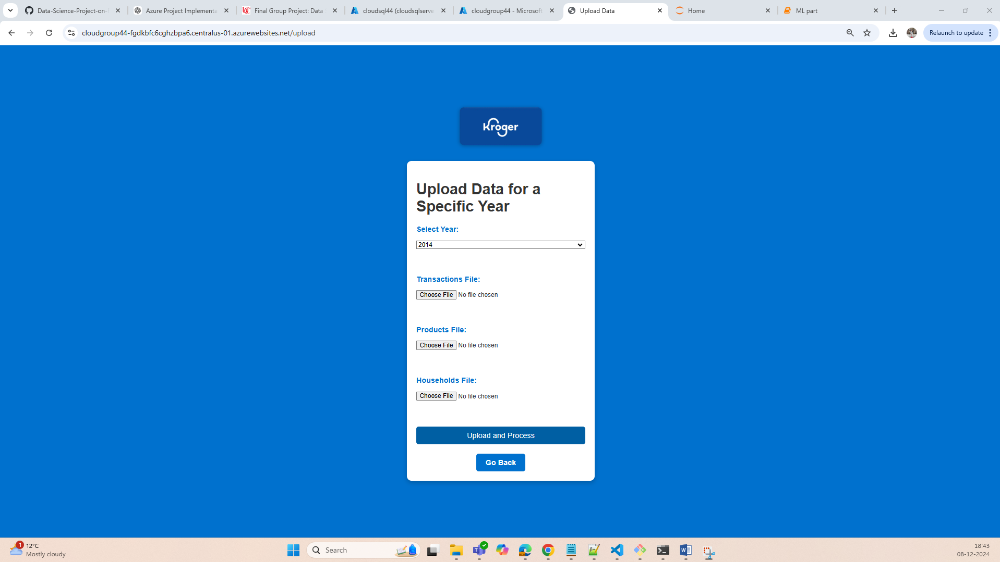 Data-Science-Project-on-
Azure Project Implementa
Final Group Project: Data
cloudsql44 (cloudsqlserve
cloudgroup44 - Microsoft
Upload Data
Home
ML part
cloudgroup44-fgdkbfc6cghzbpa6.centralus-01.azurewebsites.net/upload
Relaunch to update
Kroger
Upload Data for a
Specific Year
Select Year:
2014
Transactions File:
Choose File No file chosen
Products File:
Choose File No file chosen
Households File:
Choose File No file chosen
Upload and Process
Go Back
1
12°C
Mostly cloudy
Search
18:43
08-12-2024